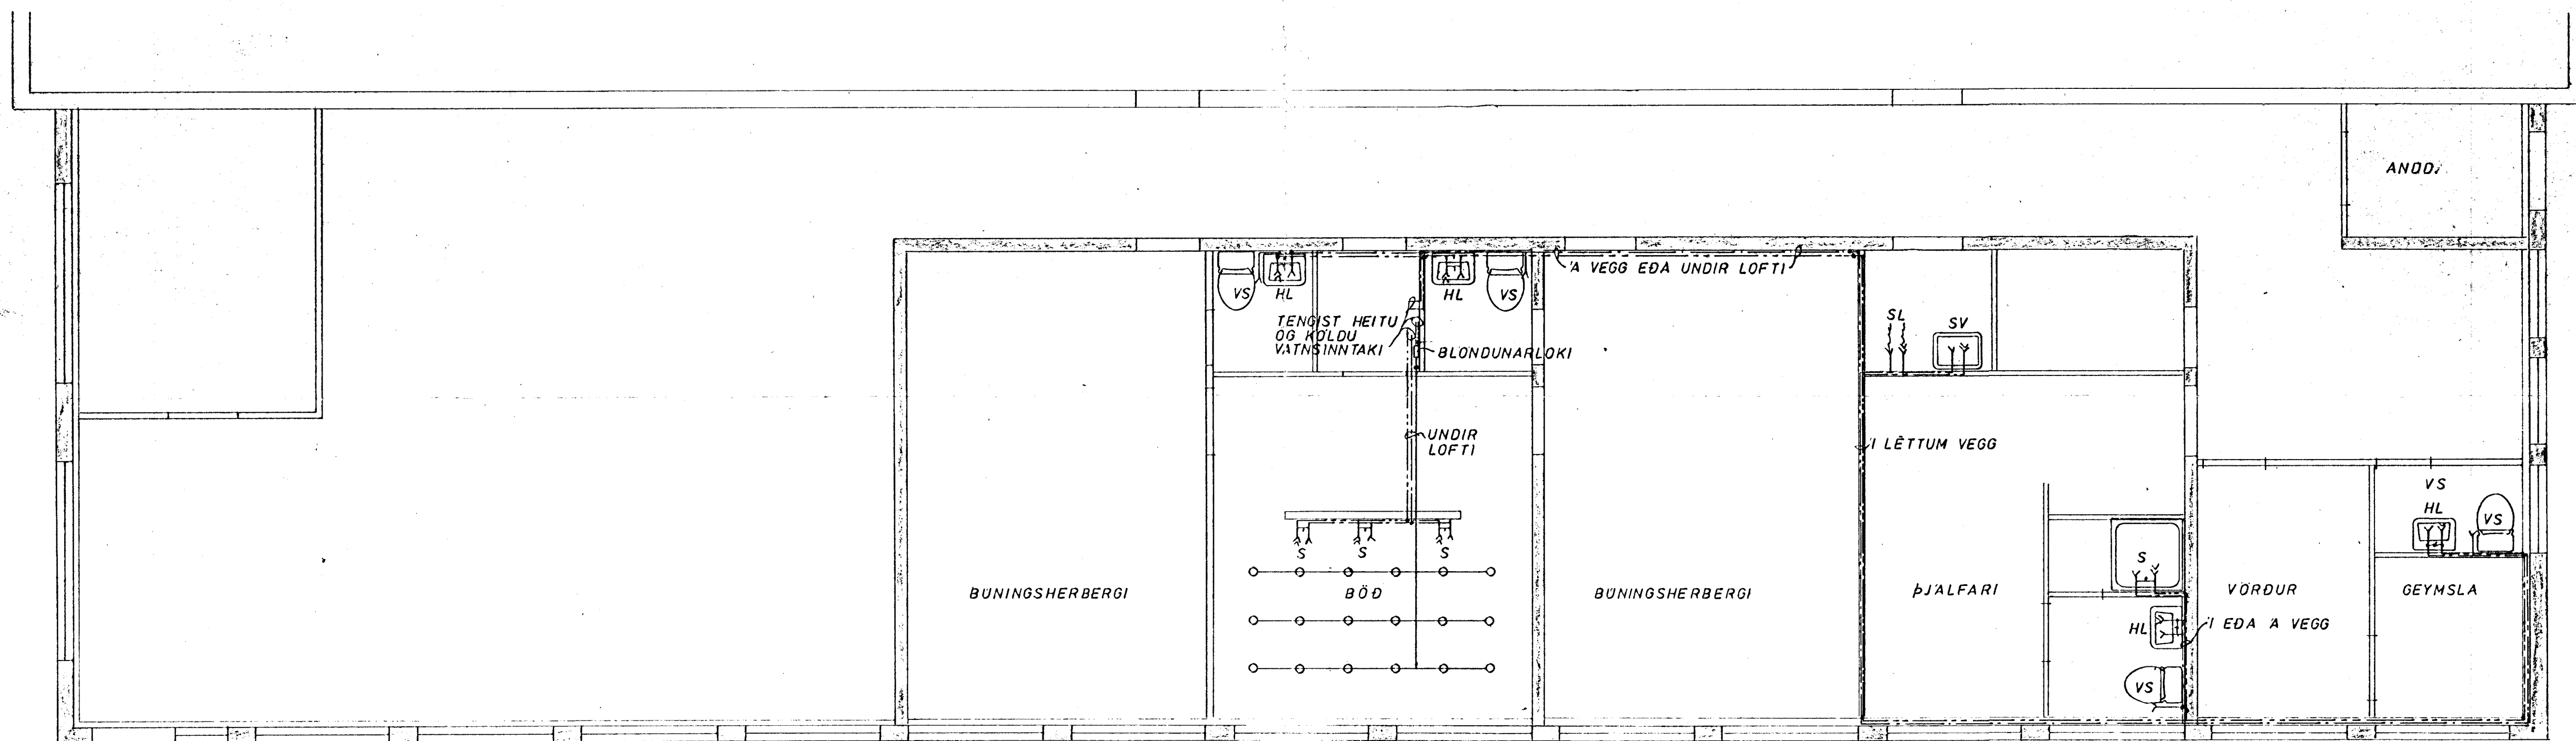 ANDD.
'A VEGG EÐA UNDIR LOFTI
VS
HL
HL
VS
TENGIST HEITU
OG KÖLDU
VATNSINNTAKI
BLÖNDUNARLOKI
SL
SV
UNDIR
LOFTI
Í LÉTTUM VEGG
VS
HL
VS
S
S
S
S
BÚNINGSHERBERGI
BÖÐ
BÚNINGSHERBERGI
ÞJÁLFARI
VÖRÐUR
GEYMSLA
HL
Í EÐA Á VEGG
VS